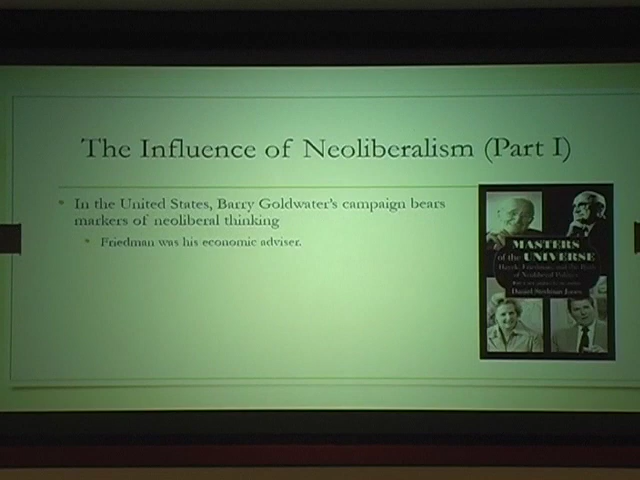 The Influence of Neoliberalism (Part I)
In the United States, Barry Goldwater's campaign bears
markers of neoliberal thinking
Friedman was his economic adviser.
MASTERS
of the UNIVERSE
Hayek, Friedman, and the Birth
of Neoliberal Politics
Daniel Stedman Jones